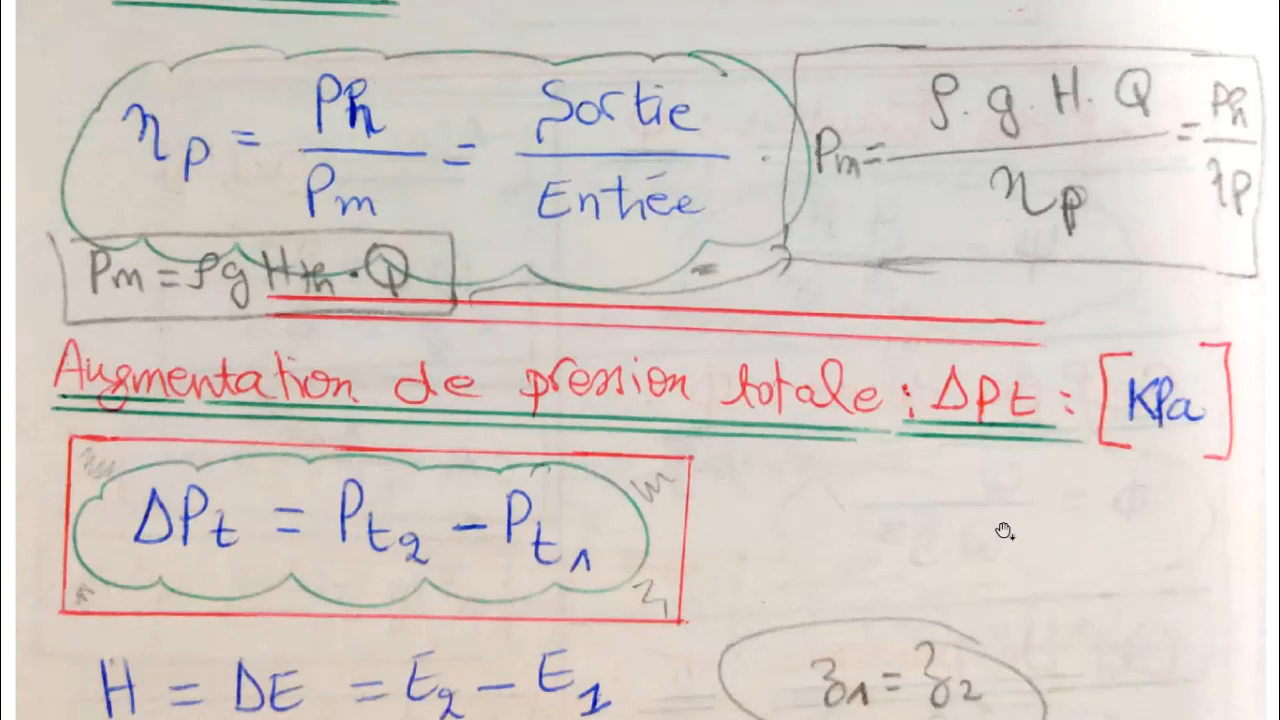 ηp = Ph / Pm = Sortie / Entrée
Pm = ρ.g.H.Q / ηp = Ph / ηp
Pm = ρg Hth . Q
Augmentation de pression totale : ΔPt : [KPa]
ΔPt = Pt2 - Pt1
H = ΔE = E2 - E1
z1 = z2